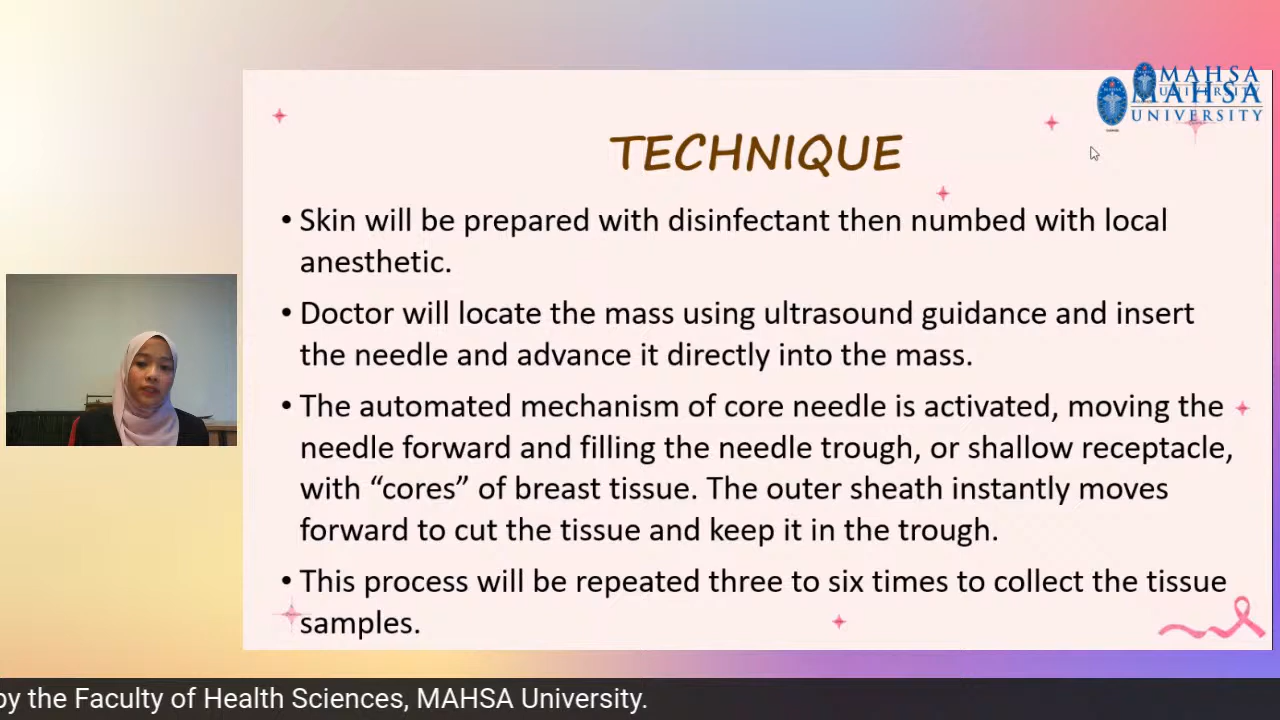 MAHSA
UNIVERSITY
MAHSA
UNIVERSITY
TECHNIQUE
• Skin will be prepared with disinfectant then numbed with local
anesthetic.
• Doctor will locate the mass using ultrasound guidance and insert
the needle and advance it directly into the mass.
• The automated mechanism of core needle is activated, moving the
needle forward and filling the needle trough, or shallow receptacle,
with “cores” of breast tissue. The outer sheath instantly moves
forward to cut the tissue and keep it in the trough.
• This process will be repeated three to six times to collect the tissue
samples.
by the Faculty of Health Sciences, MAHSA University.